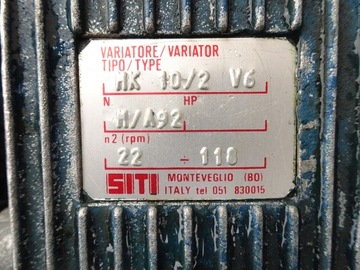 VARIATORE/VARIATOR
TIPO/TYPE
MK 10/2 V6
N HP
M/A92
n2 (rpm)
22 ÷ 110
SITI MONTEVEGLIO (BO)
ITALY tel 051 830015